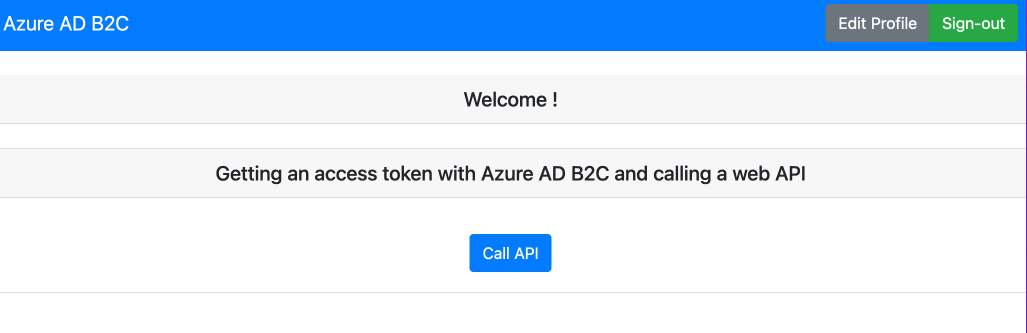 Azure AD B2C
Edit Profile
Sign-out
Welcome !
Getting an access token with Azure AD B2C and calling a web API
Call API